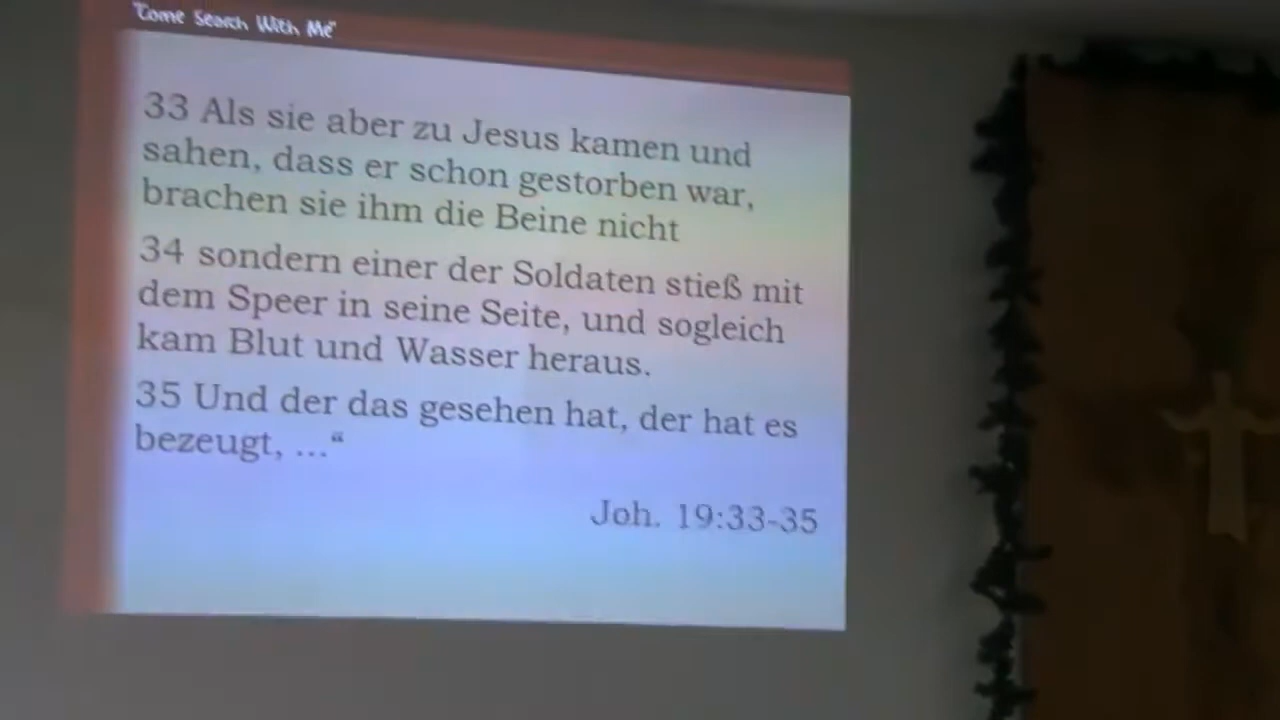 "Come Search With Me"
33 Als sie aber zu Jesus kamen und
sahen, dass er schon gestorben war,
brachen sie ihm die Beine nicht
34 sondern einer der Soldaten stieß mit
dem Speer in seine Seite, und sogleich
kam Blut und Wasser heraus.
35 Und der das gesehen hat, der hat es
bezeugt, ...“
Joh. 19:33-35